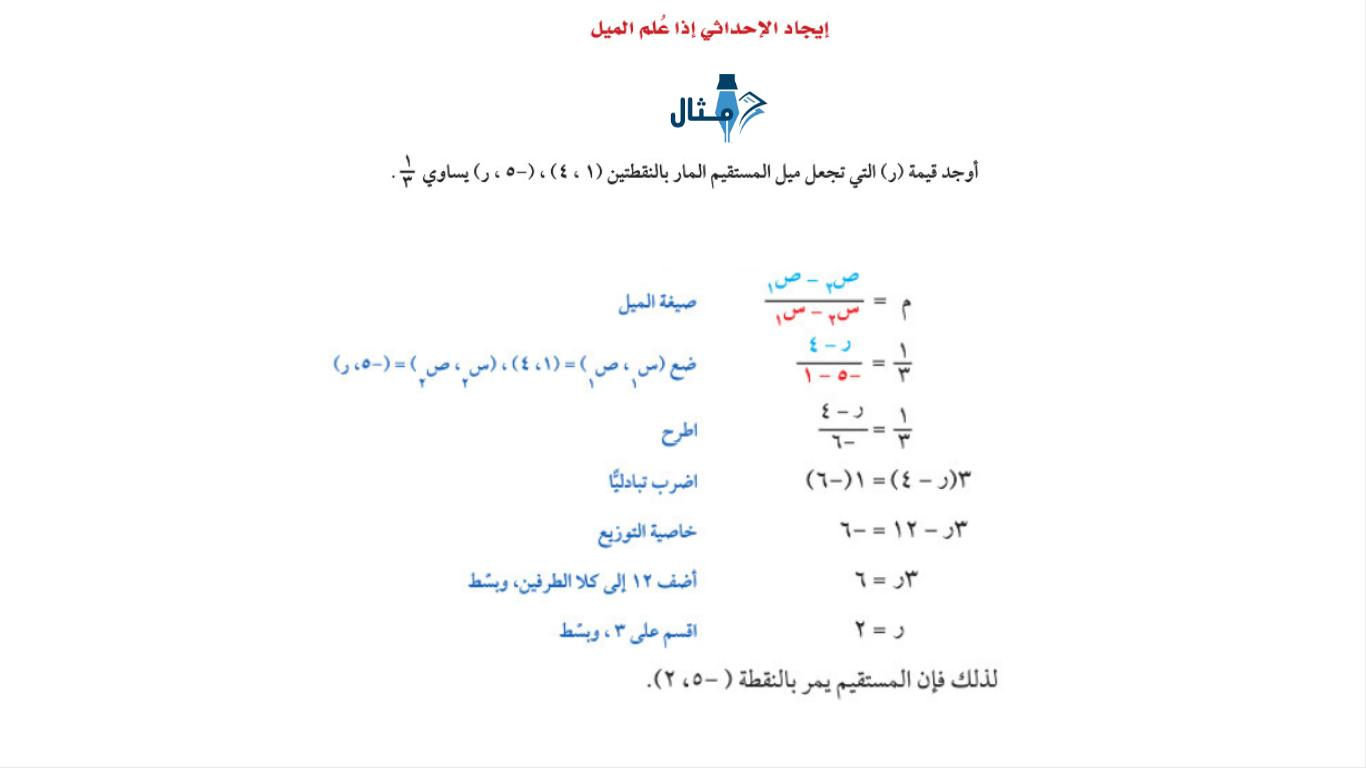 إيجاد الإحداثي إذا عُلم الميل
مثال
أوجد قيمة (ر) التي تجعل ميل المستقيم المار بالنقطتين (١ ، ٤) ، (-٥ ، ر) يساوي ١/٣ .
م = (ص٢ - ص١)/(س٢ - س١) صيغة الميل
١/٣ = (ر - ٤)/(-٥ - ١) ضع (س١، ص١) = (١، ٤) ، (س٢، ص٢) = (-٥، ر)
١/٣ = (ر - ٤)/-٦ اطرح
٣(ر - ٤) = ١(-٦) اضرب تبادليًّا
٣ر - ١٢ = -٦ خاصية التوزيع
٣ر = ٦ أضف ١٢ إلى كلا الطرفين، وبسّط
ر = ٢ اقسم على ٣ ، وبسّط
لذلك فإن المستقيم يمر بالنقطة ( -٥، ٢).